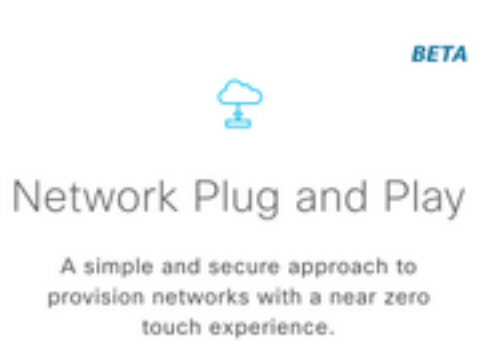 BETA
Network Plug and Play
A simple and secure approach to
provision networks with a near zero
touch experience.